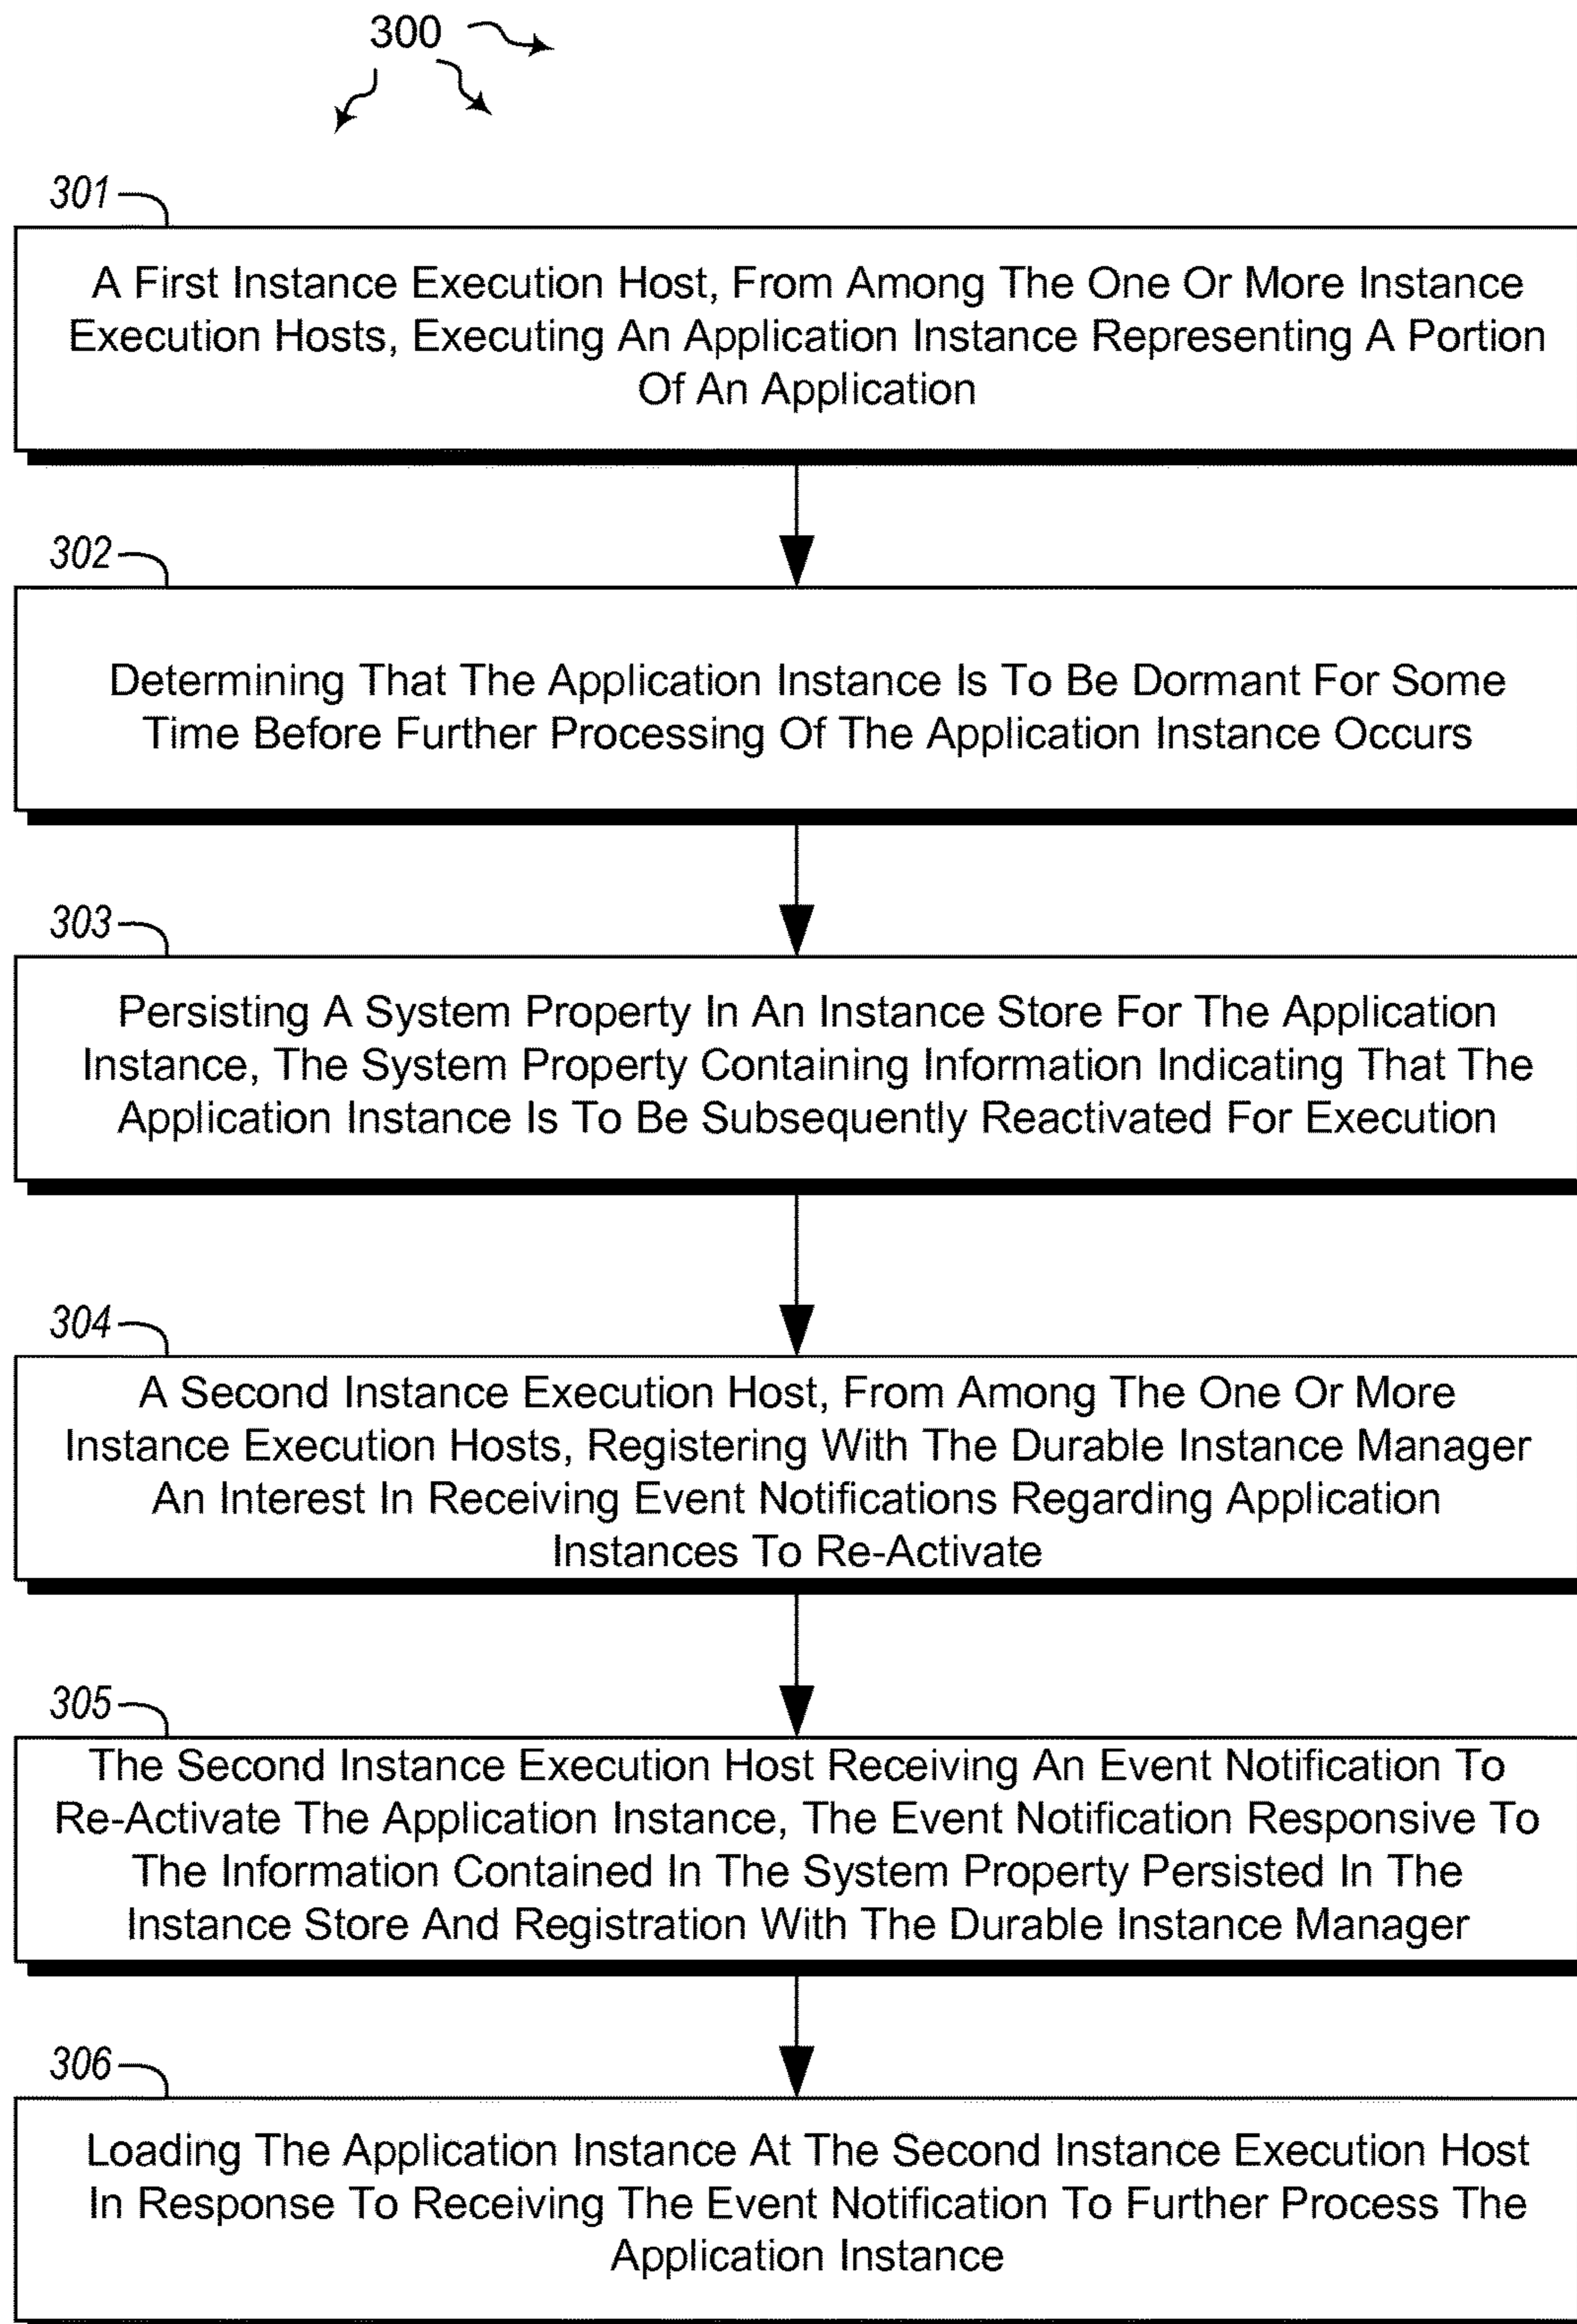 300
301
A First Instance Execution Host, From Among The One Or More Instance
Execution Hosts, Executing An Application Instance Representing A Portion
Of An Application
302
Determining That The Application Instance Is To Be Dormant For Some
Time Before Further Processing Of The Application Instance Occurs
303
Persisting A System Property In An Instance Store For The Application
Instance, The System Property Containing Information Indicating That The
Application Instance Is To Be Subsequently Reactivated For Execution
304
A Second Instance Execution Host, From Among The One Or More
Instance Execution Hosts, Registering With The Durable Instance Manager
An Interest In Receiving Event Notifications Regarding Application
Instances To Re-Activate
305
The Second Instance Execution Host Receiving An Event Notification To
Re-Activate The Application Instance, The Event Notification Responsive To
The Information Contained In The System Property Persisted In The
Instance Store And Registration With The Durable Instance Manager
306
Loading The Application Instance At The Second Instance Execution Host
In Response To Receiving The Event Notification To Further Process The
Application Instance